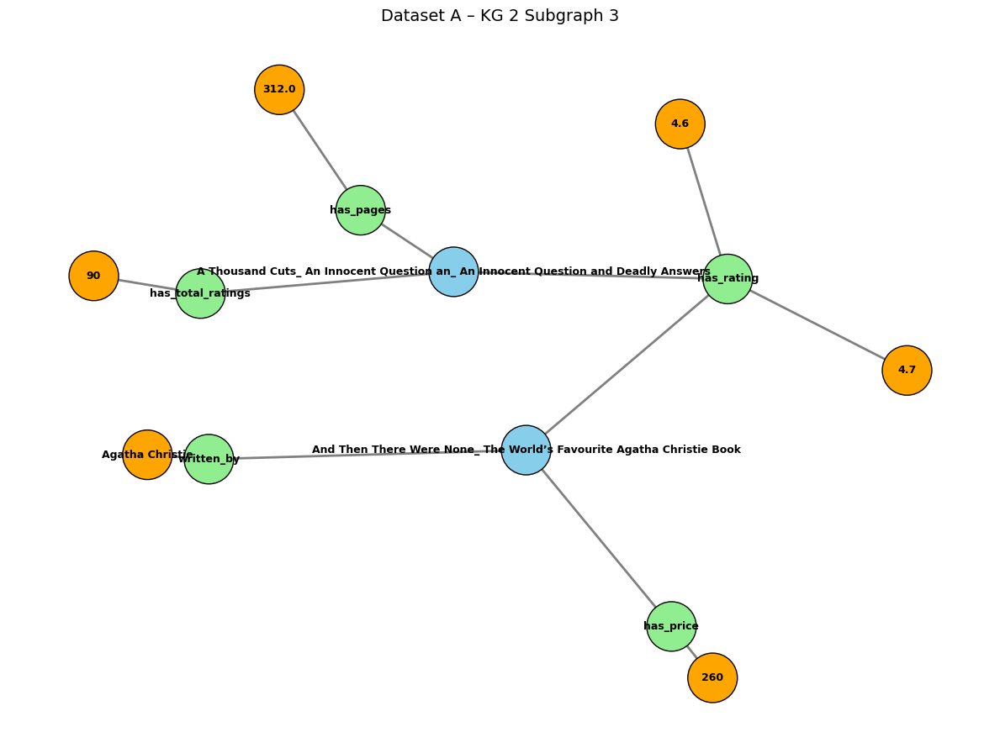 Dataset A – KG 2 Subgraph 3
312.0
4.6
has_pages
90
A Thousand Cuts_ An Innocent Question an_ An Innocent Question and Deadly Answers
has_rating
has_total_ratings
4.7
And Then There Were None_ The World’s Favourite Agatha Christie Book
Agatha Christie
written_by
has_price
260